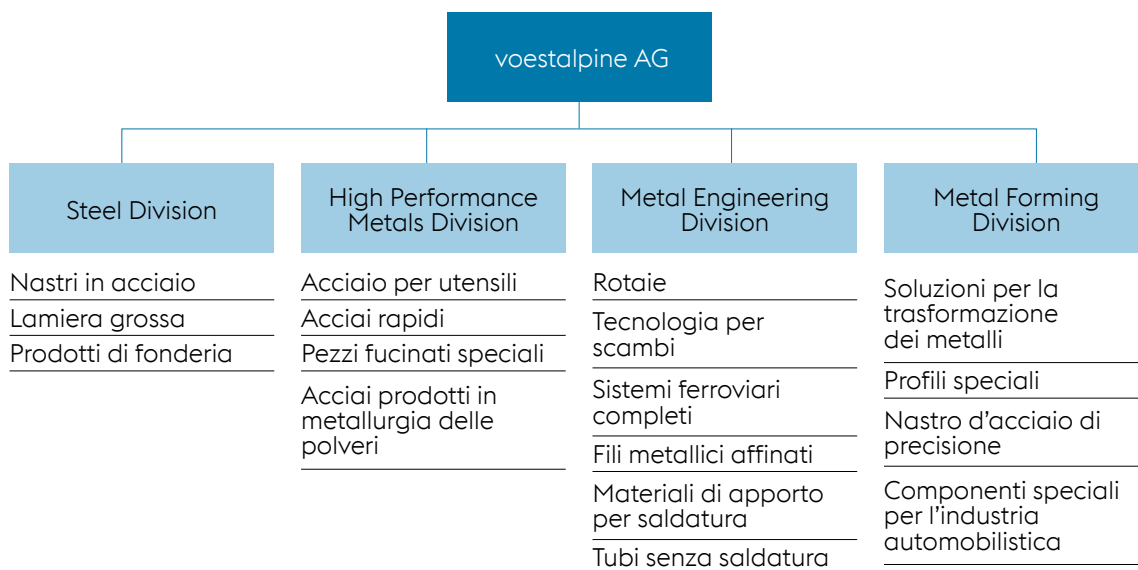 voestalpine AG
Steel Division
Nastri in acciaio
Lamiera grossa
Prodotti di fonderia
High Performance
Metals Division
Acciaio per utensili
Acciai rapidi
Pezzi fucinati speciali
Acciai prodotti in
metallurgia delle
polveri
Metal Engineering
Division
Rotaie
Tecnologia per
scambi
Sistemi ferroviari
completi
Fili metallici affinati
Materiali di apporto
per saldatura
Tubi senza saldatura
Metal Forming
Division
Soluzioni per la
trasformazione
dei metalli
Profili speciali
Nastro d’acciaio di
precisione
Componenti speciali
per l’industria
automobilistica